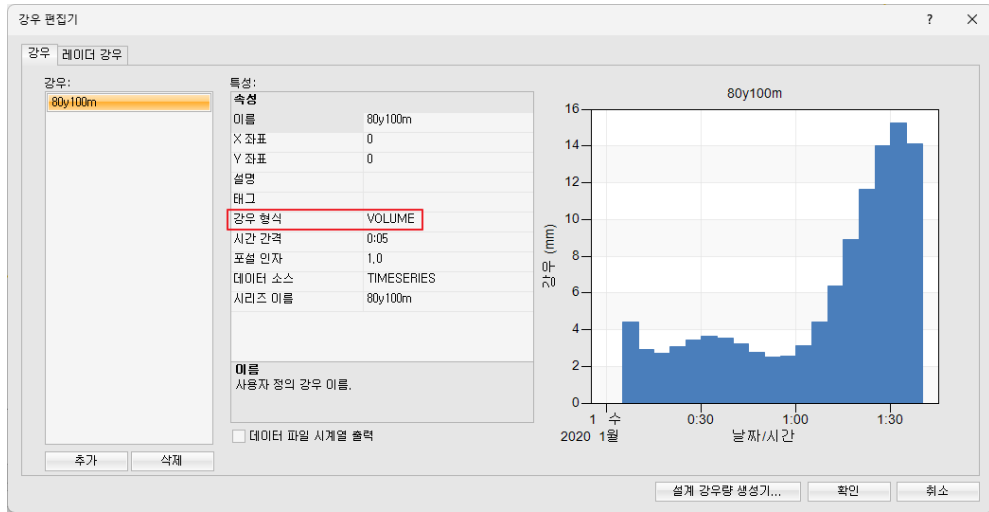 강우 편집기
? ×
강우 레이더 강우
강우:
80y100m
특성:
속성
이름 80y100m
X 좌표 0
Y 좌표 0
설명
태그
강우 형식 VOLUME
시간 간격 0:05
포설 인자 1.0
데이터 소스 TIMESERIES
시리즈 이름 80y100m
이름
사용자 정의 강우 이름.
데이터 파일 시계열 출력
추가 삭제
80y100m
강우 (mm)
16
14
12
10
8
6
4
2
0
1 수 0:30 1:00 1:30
2020 1월 날짜/시간
설계 강우량 생성기... 확인 취소